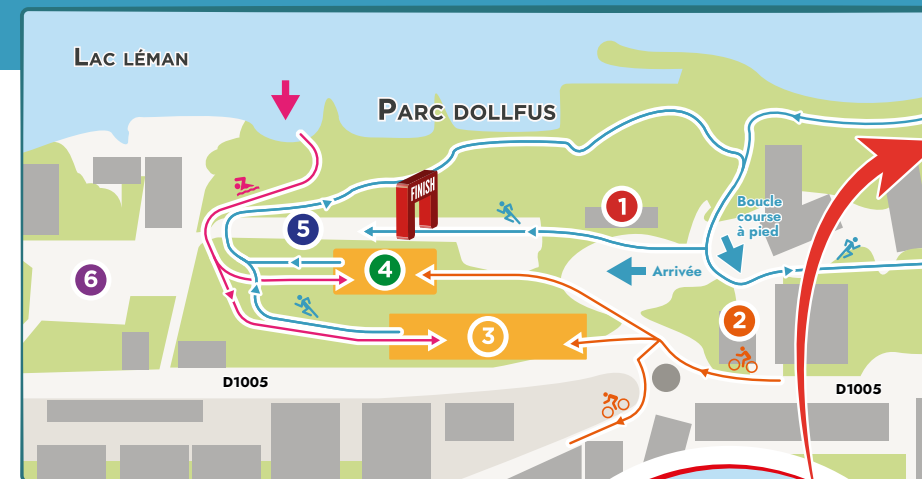 LAC LÉMAN
PARC DOLLFUS
FINISH
1
Boucle
course
à pied
5
4
Arrivée
6
2
3
D1005
D1005